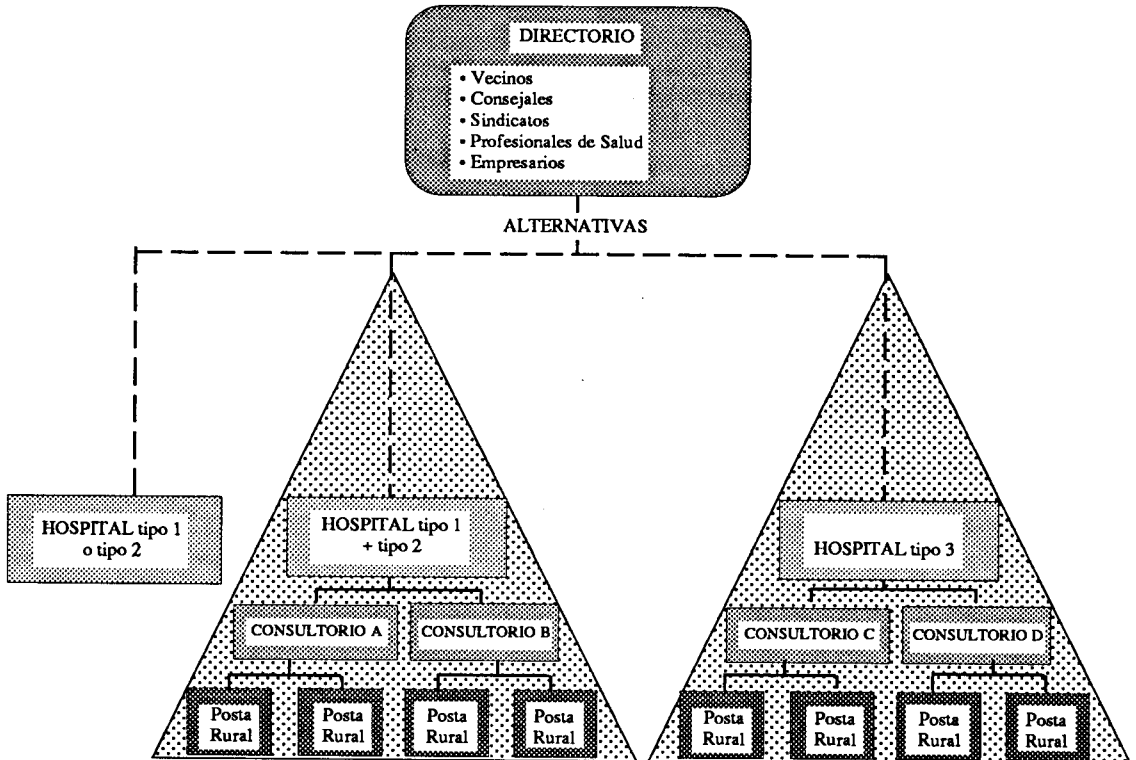 DIRECTORIO
• Vecinos
• Consejales
• Sindicatos
• Profesionales de Salud
• Empresarios
ALTERNATIVAS
HOSPITAL tipo 1
o tipo 2
HOSPITAL tipo 1
+ tipo 2
HOSPITAL tipo 3
CONSULTORIO A
CONSULTORIO B
CONSULTORIO C
CONSULTORIO D
Posta
Rural
Posta
Rural
Posta
Rural
Posta
Rural
Posta
Rural
Posta
Rural
Posta
Rural
Posta
Rural